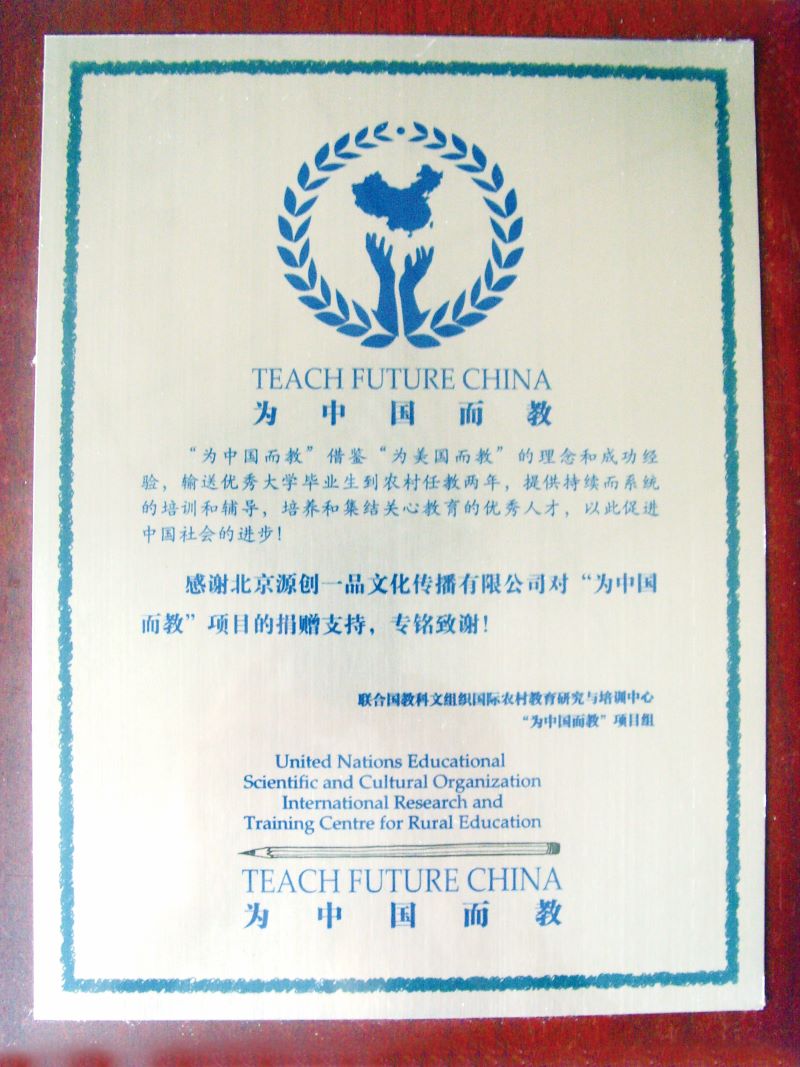 TEACH FUTURE CHINA
为中国而教
“为中国而教”借鉴“为美国而教”的理念和成功经
验，输送优秀大学毕业生到农村任教两年，提供持续而系统
的培训和辅导，培养和集结关心教育的优秀人才，以此促进
中国社会的进步！
感谢北京源创一品文化传播有限公司对“为中国
而教”项目的捐赠支持，专铭致谢！
联合国教科文组织国际农村教育研究与培训中心
“为中国而教”项目组
United Nations Educational
Scientific and Cultural Organization
International Research and
Training Centre for Rural Education
TEACH FUTURE CHINA
为中国而教